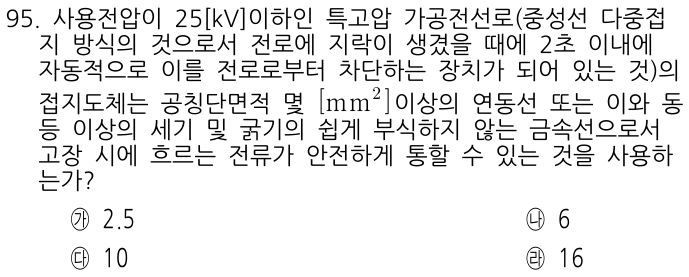 95. 사용전압이 25[kV]이하인 특고압 가공전선로(중성선 다중접
지 방식의 것으로서 전로에 지락이 생겼을 때에 2초 이내에
자동적으로 이를 전로로부터 차단하는 장치가 되어 있는 것)의
접지도체는 공칭단면적 몇 [mm²]이상의 연동선 또는 이와 동
등 이상의 세기 및 굵기의 쉽게 부식하지 않는 금속선으로서
고장 시에 흐르는 전류가 안전하게 통할 수 있는 것을 사용하
는가?
㉮ 2.5 ㉯ 6
㉰ 10 ㉱ 16